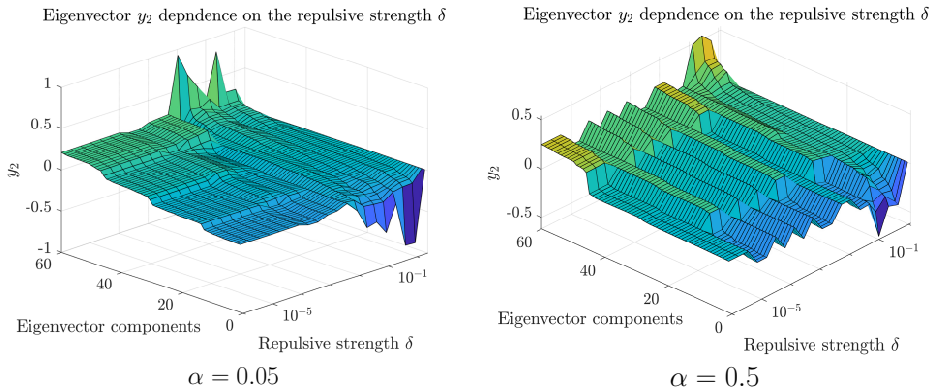 Eigenvector y₂ depndence on the repulsive strength δ
1
0.5
0
-0.5
-1
y₂
60
40
20
0
Eigenvector components
10⁻⁵
10⁻¹
Repulsive strength δ
α = 0.05
Eigenvector y₂ depndence on the repulsive strength δ
0.5
0
-0.5
y₂
60
40
20
0
Eigenvector components
10⁻⁵
10⁻¹
Repulsive strength δ
α = 0.5